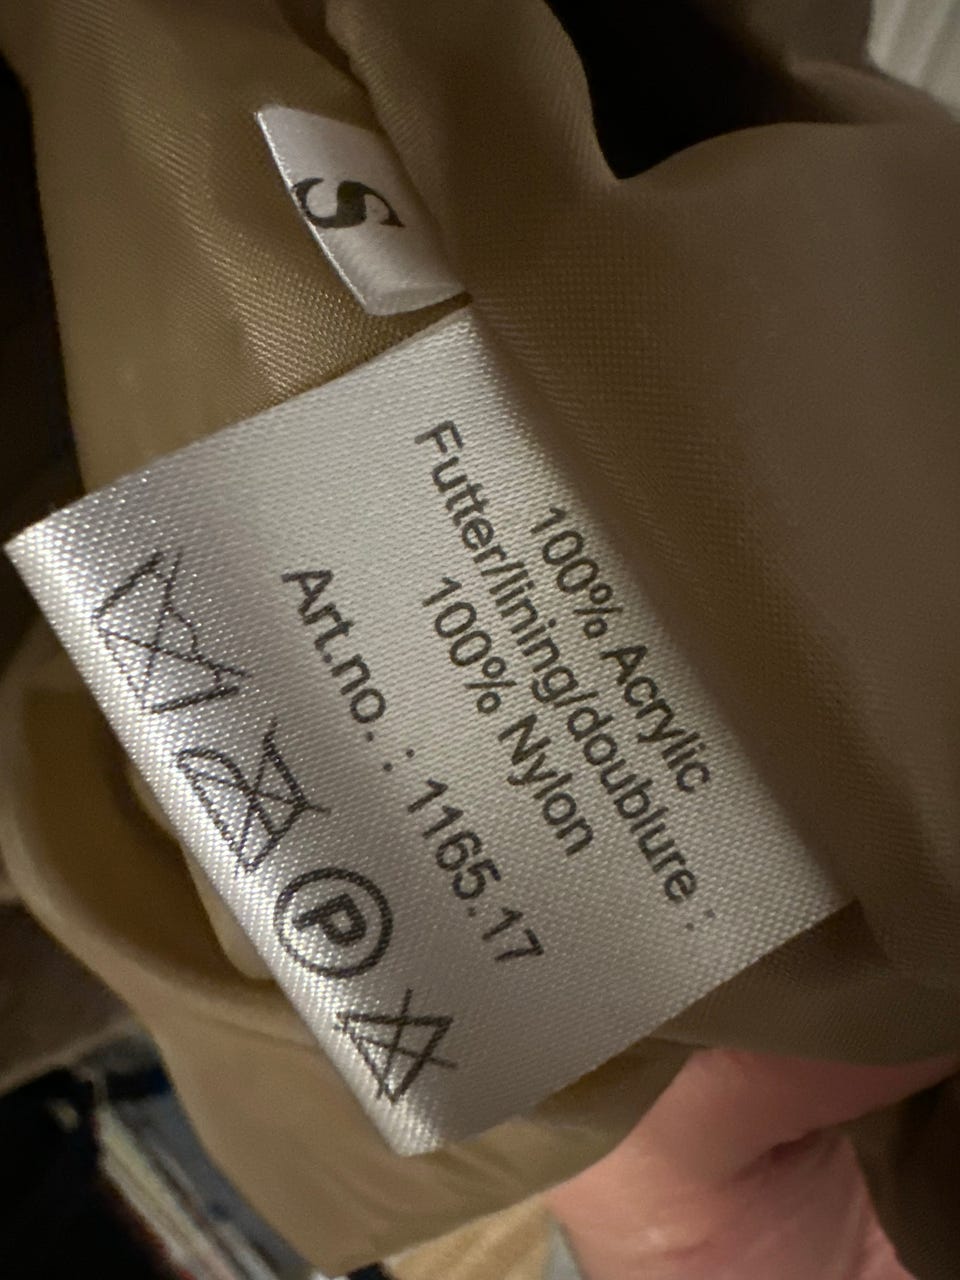 S
100% Acrylic
Futter/lining/doublure :
100% Nylon
Art.no. : 1165.17
P